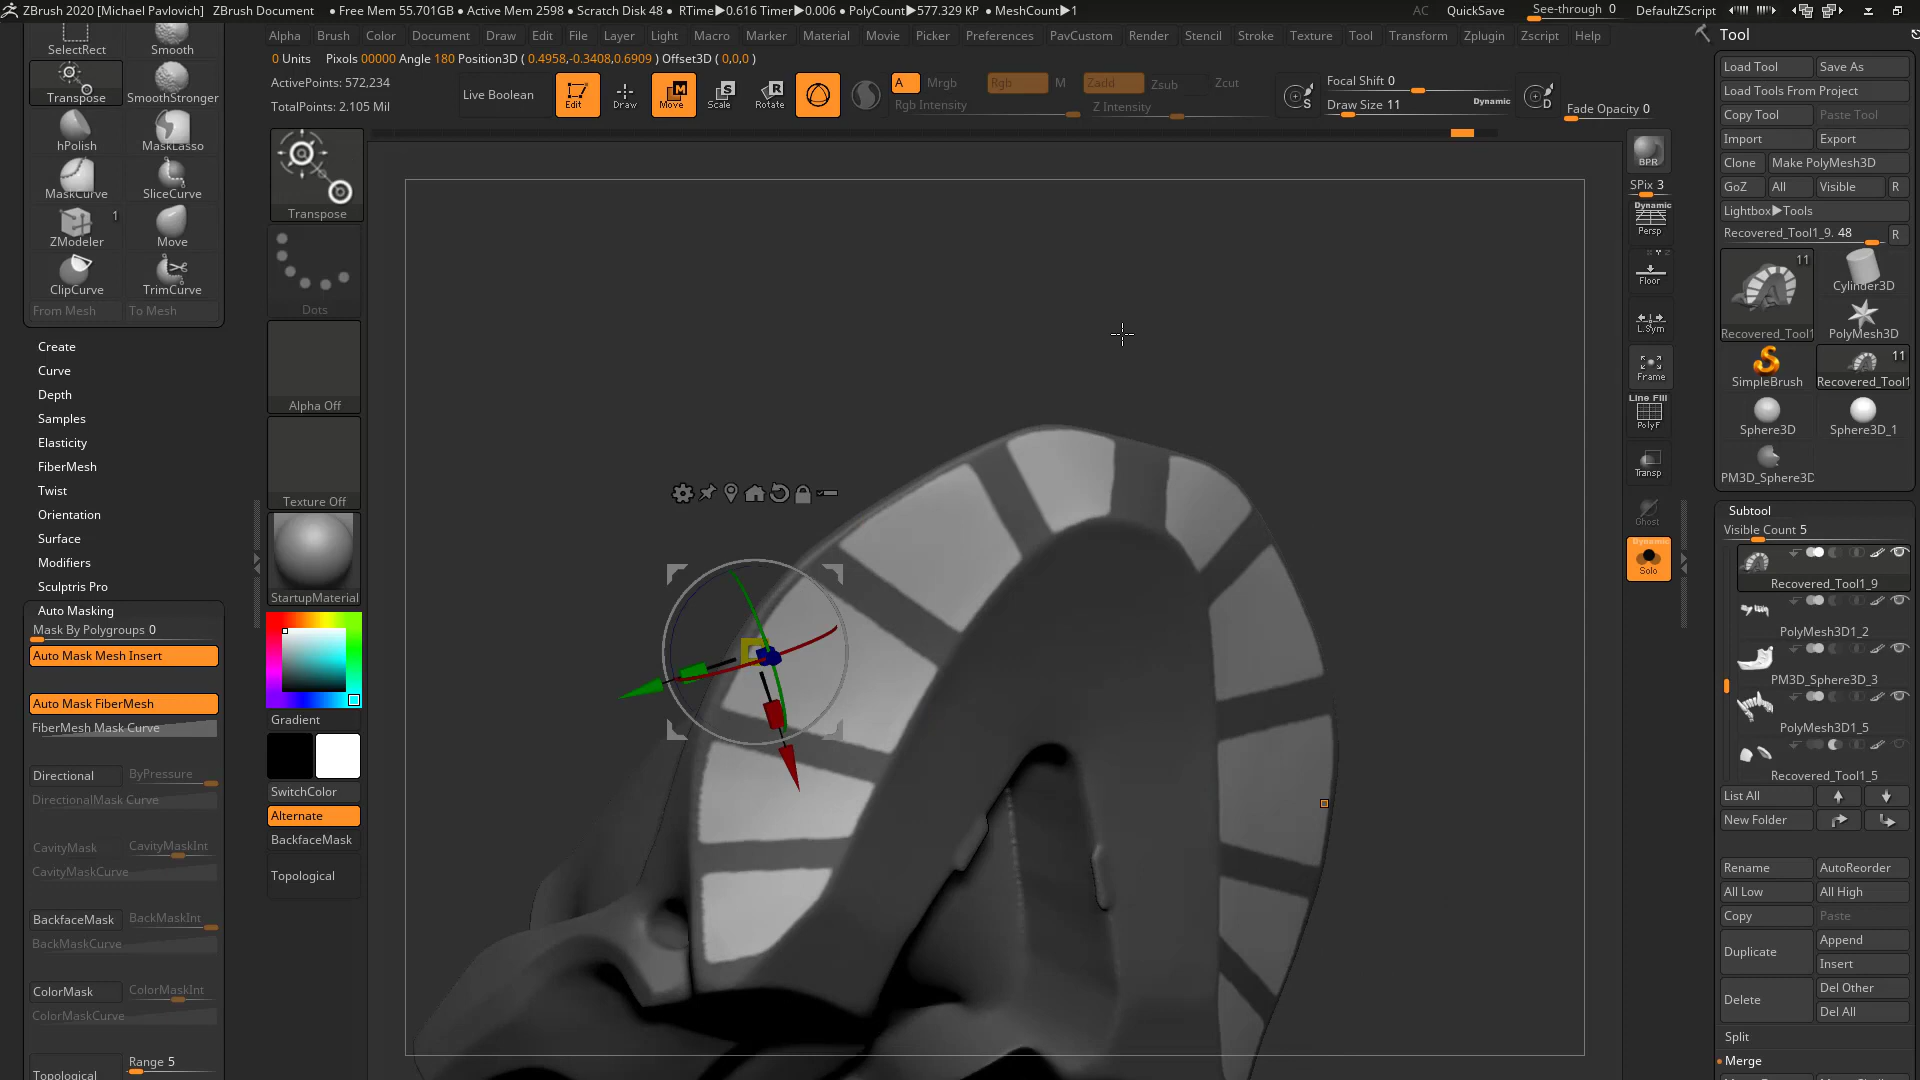 ZBrush 2020 [Michael Pavlovich] ZBrush Document ● Free Mem 55.701GB ● Active Mem 2598 ● Scratch Disk 48 ● RTime▶0.616 Timer▶0.006 ● PolyCount▶577.329 KP ● MeshCount▶1 AC QuickSave See-through 0 DefaultZScript
Alpha Brush Color Document Draw Edit File Layer Light Macro Marker Material Movie Picker Preferences PavCustom Render Stencil Stroke Texture Tool Transform Zplugin Zscript Help
0 Units Pixols 00000 Angle 180 Position3D ( 0.4958,-0.3408,0.6909 ) Offset3D ( 0,0,0 )
ActivePoints: 572,234
TotalPoints: 2.105 Mil
Live Boolean
Edit Draw Move Scale Rotate
A Mrgb Rgb M Zadd Zsub Zcut
Rgb Intensity Z Intensity
Focal Shift 0
Draw Size 11 Dynamic
Fade Opacity 0
SelectRect Smooth
Transpose SmoothStronger
hPolish MaskLasso
MaskCurve SliceCurve
1
ZModeler Move
ClipCurve TrimCurve
From Mesh To Mesh
Create
Curve
Depth
Samples
Elasticity
FiberMesh
Twist
Orientation
Surface
Modifiers
Sculptris Pro
Auto Masking
Mask By Polygroups 0
Auto Mask Mesh Insert
Auto Mask FiberMesh
FiberMesh Mask Curve
Directional ByPressure
DirectionalMask Curve
CavityMask CavityMaskInt
CavityMaskCurve
BackfaceMask BackMaskInt
BackMaskCurve
ColorMask ColorMaskInt
ColorMaskCurve
Topological Range 5
Transpose
Dots
Alpha Off
Texture Off
StartupMaterial
Gradient
SwitchColor
Alternate
BackfaceMask
Topological
BPR
SPix 3
Dynamic
Persp
Floor
L.Sym
Frame
Line Fill
PolyF
Transp
Ghost
Dynamic
Solo
Tool
Load Tool Save As
Load Tools From Project
Copy Tool Paste Tool
Import Export
Clone Make PolyMesh3D
GoZ All Visible R
Lightbox▶Tools
Recovered_Tool1_9. 48 R
11
Cylinder3D
Recovered_Tool1 PolyMesh3D
11
SimpleBrush Recovered_Tool1
Sphere3D Sphere3D_1
PM3D_Sphere3D
Subtool
Visible Count 5
Recovered_Tool1_9
PolyMesh3D1_2
PM3D_Sphere3D_3
PolyMesh3D1_5
Recovered_Tool1_5
List All
New Folder
Rename AutoReorder
All Low All High
Copy Paste
Duplicate Append
Insert
Delete Del Other
Del All
Split
Merge